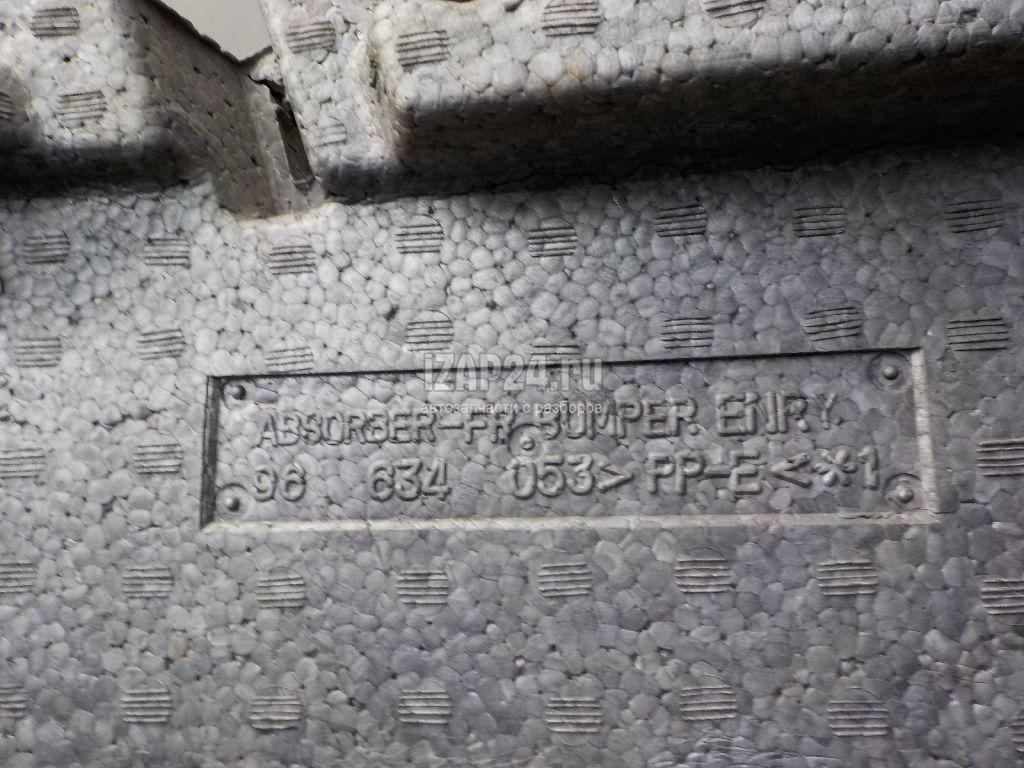 IZAP24.ru
автозапчасти с разборов
ABSORBER-FR BUMPER ENRY
96 634 053>PP-E<*1